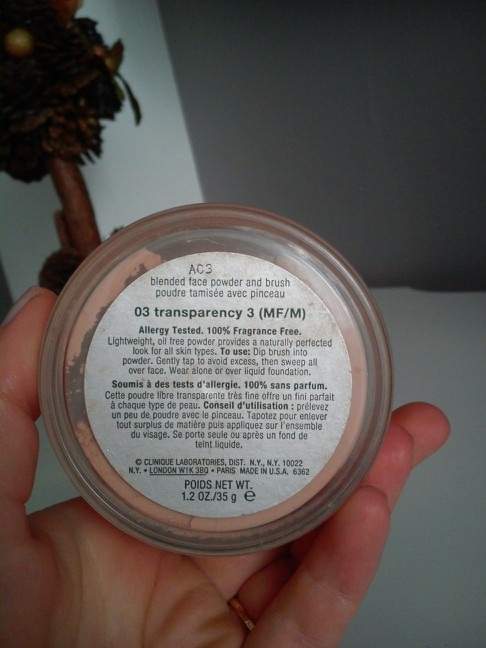 AC3
blended face powder and brush
poudre tamisée avec pinceau
03 transparency 3 (MF/M)
Allergy Tested. 100% Fragrance Free.
Lightweight, oil free powder provides a naturally perfected
look for all skin types. To use: Dip brush into
powder. Gently tap to avoid excess, then sweep all
over face. Wear alone or over liquid foundation.
Soumis à des tests d'allergie. 100% sans parfum.
Cette poudre libre transparente très fine offre un fini parfait
à chaque type de peau. Conseil d'utilisation : prélevez
un peu de poudre avec le pinceau. Tapotez pour enlever
tout surplus de matière puis appliquez sur l'ensemble
du visage. Se porte seule ou après un fond de
teint liquide.
© CLINIQUE LABORATORIES, DIST. N.Y., N.Y. 10022
N.Y. • LONDON W1K 3BQ • PARIS MADE IN U.S.A. 6362
POIDS NET WT.
1.2 OZ./35 g ℮